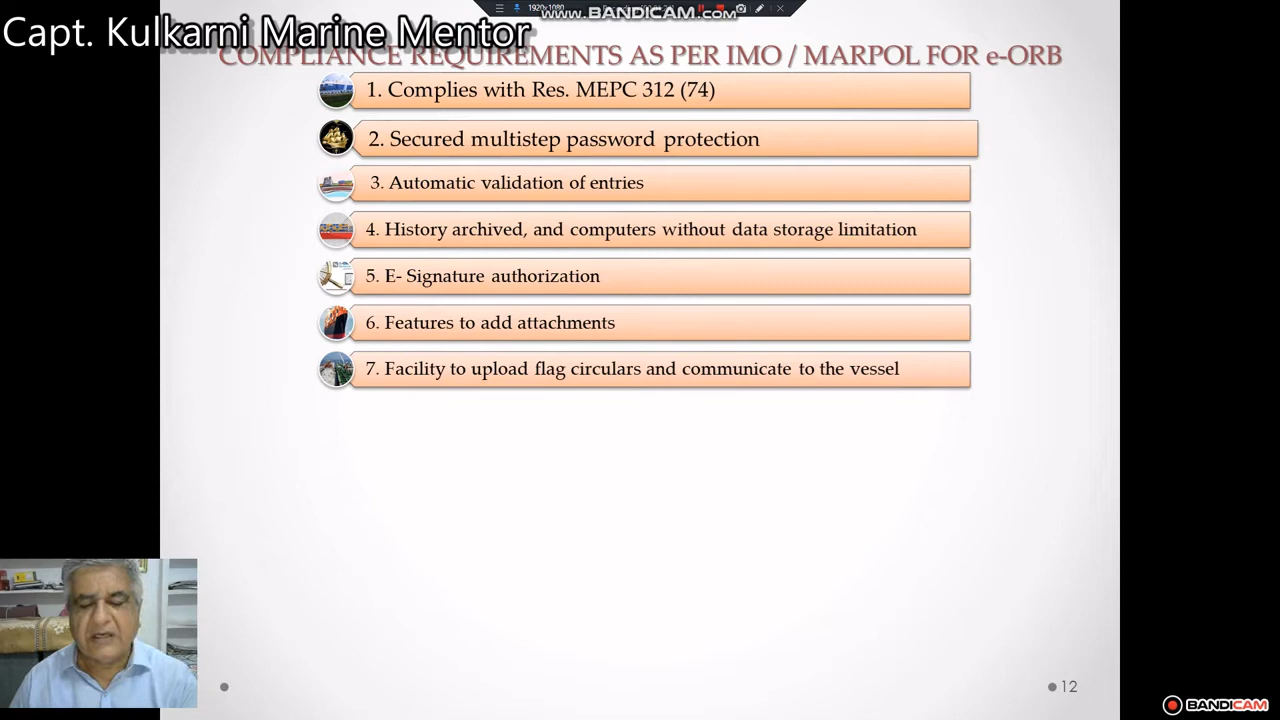 1920x1080
www.BANDICAM.com
Capt. Kulkarni Marine Mentor
COMPLIANCE REQUIREMENTS AS PER IMO / MARPOL FOR e-ORB
1. Complies with Res. MEPC 312 (74)
2. Secured multistep password protection
3. Automatic validation of entries
4. History archived, and computers without data storage limitation
5. E- Signature authorization
6. Features to add attachments
7. Facility to upload flag circulars and communicate to the vessel
12
BANDICAM